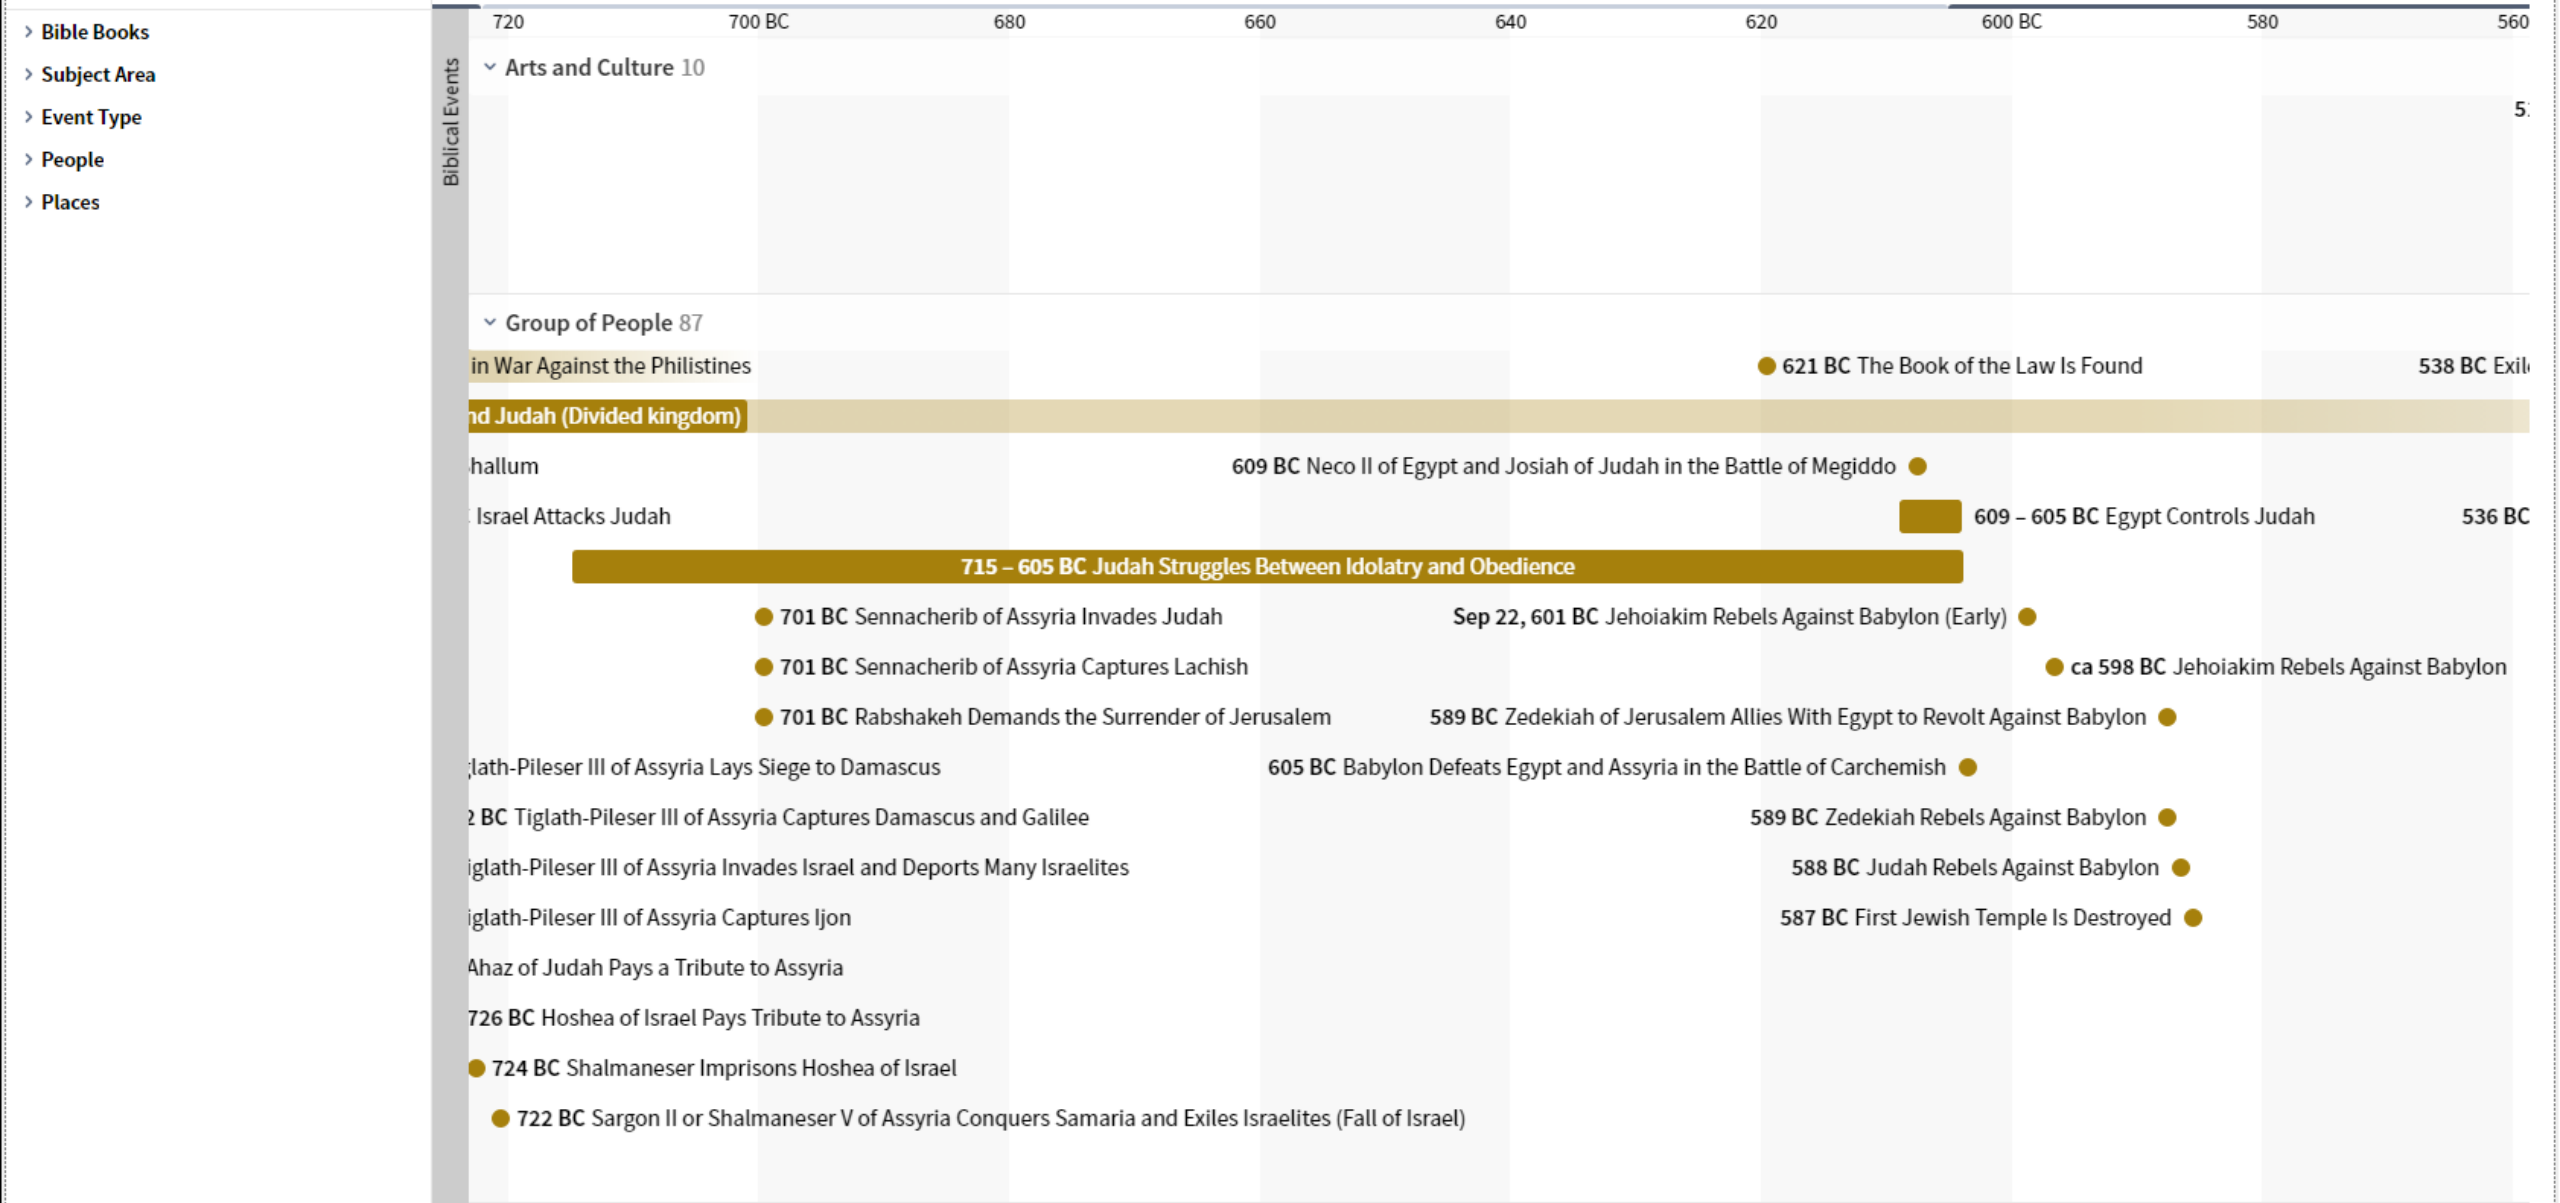 Bible Books
Subject Area
Event Type
People
Places
Biblical Events
720 700 BC 680 660 640 620 600 BC 580 560
Arts and Culture 10
Group of People 87
in War Against the Philistines
621 BC The Book of the Law Is Found
538 BC
Judah (Divided kingdom)
609 BC Neco II of Egypt and Josiah of Judah in the Battle of Megiddo
Israel Attacks Judah
609 – 605 BC Egypt Controls Judah
536 BC
715 – 605 BC Judah Struggles Between Idolatry and Obedience
701 BC Sennacherib of Assyria Invades Judah
Sep 22, 601 BC Jehoiakim Rebels Against Babylon (Early)
701 BC Sennacherib of Assyria Captures Lachish
ca 598 BC Jehoiakim Rebels Against Babylon
701 BC Rabshakeh Demands the Surrender of Jerusalem
589 BC Zedekiah of Jerusalem Allies With Egypt to Revolt Against Babylon
glath-Pileser III of Assyria Lays Siege to Damascus
605 BC Babylon Defeats Egypt and Assyria in the Battle of Carchemish
2 BC Tiglath-Pileser III of Assyria Captures Damascus and Galilee
589 BC Zedekiah Rebels Against Babylon
iglath-Pileser III of Assyria Invades Israel and Deports Many Israelites
588 BC Judah Rebels Against Babylon
iglath-Pileser III of Assyria Captures Ijon
587 BC First Jewish Temple Is Destroyed
Ahaz of Judah Pays a Tribute to Assyria
726 BC Hoshea of Israel Pays Tribute to Assyria
724 BC Shalmaneser Imprisons Hoshea of Israel
722 BC Sargon II or Shalmaneser V of Assyria Conquers Samaria and Exiles Israelites (Fall of Israel)